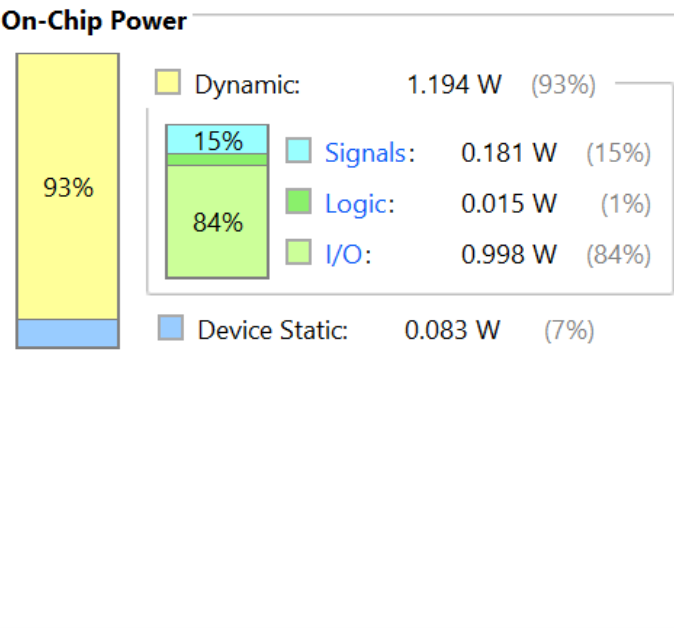 On-Chip Power
Dynamic: 1.194 W (93%)
93%
15%
84%
Signals: 0.181 W (15%)
Logic: 0.015 W (1%)
I/O: 0.998 W (84%)
Device Static: 0.083 W (7%)